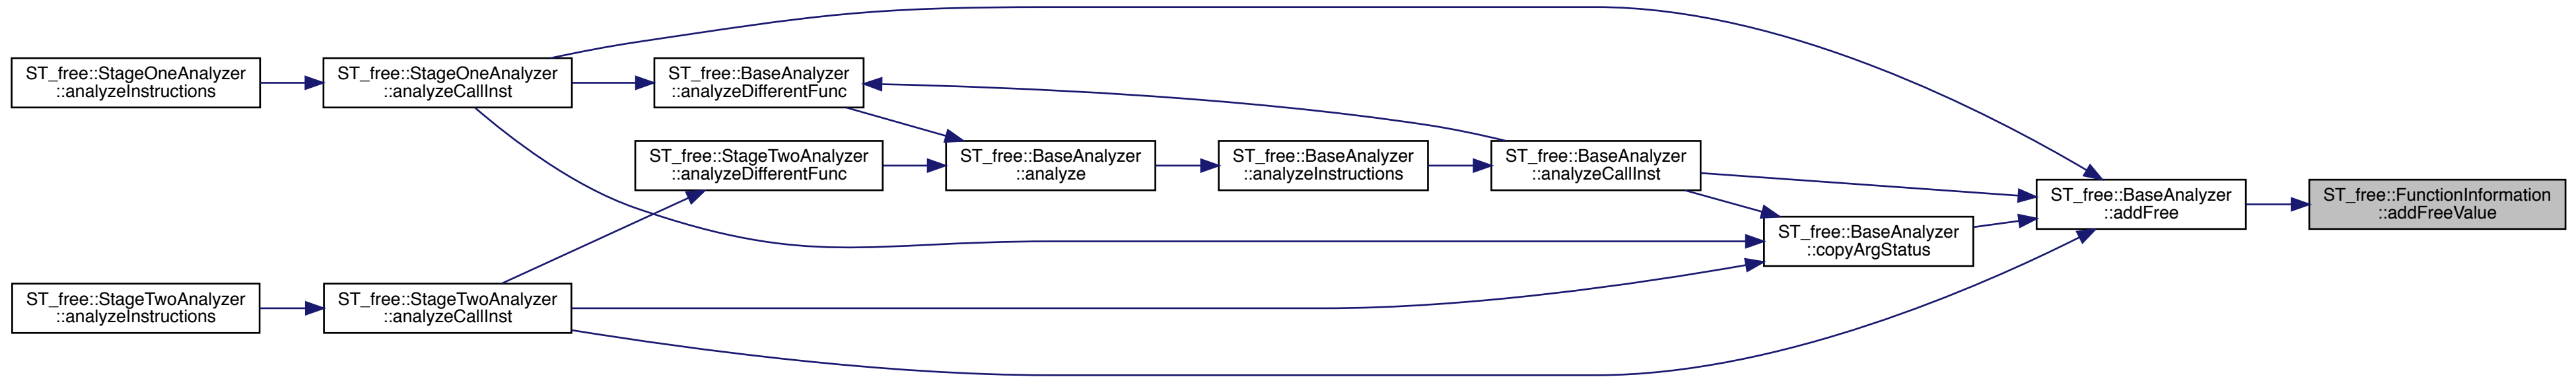 ST_free::StageOneAnalyzer
::analyzeInstructions
ST_free::StageOneAnalyzer
::analyzeCallInst
ST_free::BaseAnalyzer
::analyzeDifferentFunc
ST_free::StageTwoAnalyzer
::analyzeDifferentFunc
ST_free::BaseAnalyzer
::analyze
ST_free::BaseAnalyzer
::analyzeInstructions
ST_free::BaseAnalyzer
::analyzeCallInst
ST_free::BaseAnalyzer
::addFree
ST_free::FunctionInformation
::addFreeValue
ST_free::BaseAnalyzer
::copyArgStatus
ST_free::StageTwoAnalyzer
::analyzeInstructions
ST_free::StageTwoAnalyzer
::analyzeCallInst